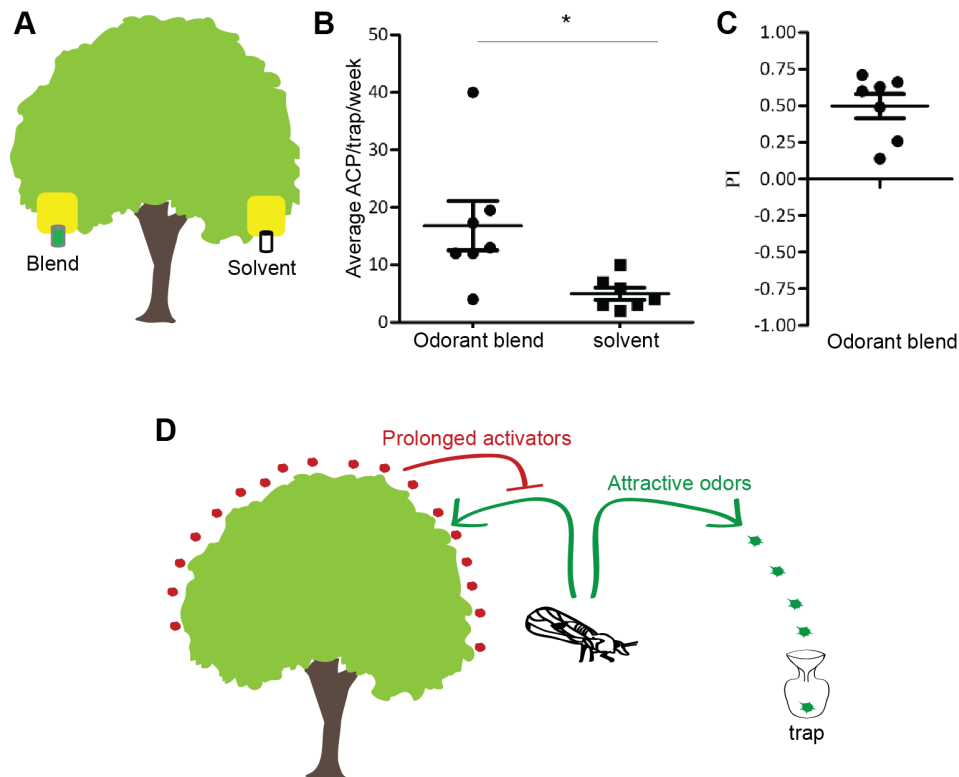 A
Blend
Solvent
B
*
Average ACP/trap/week
50
40
30
20
10
0
Odorant blend
solvent
C
PI
1.00
0.75
0.50
0.25
0.00
-0.25
-0.50
-0.75
-1.00
Odorant blend
D
Prolonged activators
Attractive odors
trap